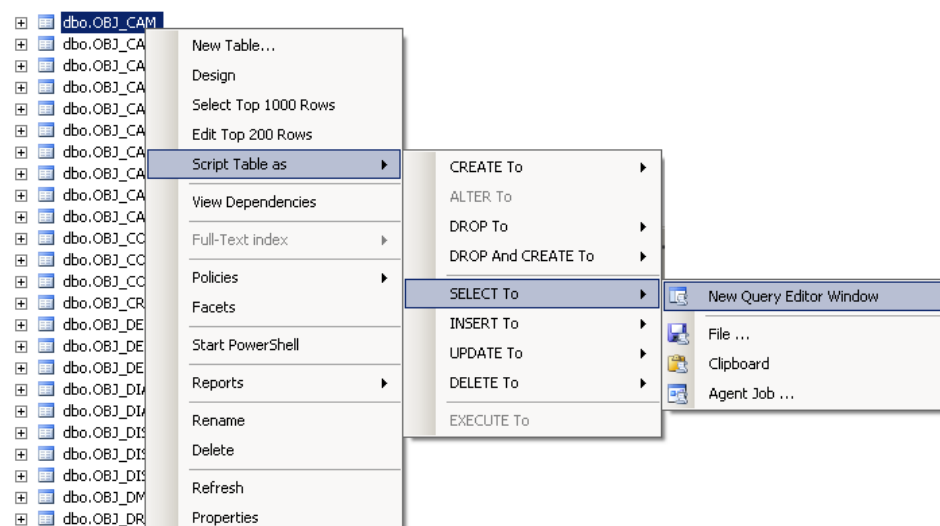 dbo.OBJ_CAM
dbo.OBJ_CA
dbo.OBJ_CA
dbo.OBJ_CA
dbo.OBJ_CA
dbo.OBJ_CA
dbo.OBJ_CA
dbo.OBJ_CA
dbo.OBJ_CA
dbo.OBJ_CA
dbo.OBJ_CO
dbo.OBJ_CO
dbo.OBJ_CO
dbo.OBJ_CR
dbo.OBJ_DE
dbo.OBJ_DE
dbo.OBJ_DE
dbo.OBJ_DIA
dbo.OBJ_DIA
dbo.OBJ_DIS
dbo.OBJ_DIS
dbo.OBJ_DIS
dbo.OBJ_DM
dbo.OBJ_DR
New Table...
Design
Select Top 1000 Rows
Edit Top 200 Rows
Script Table as
View Dependencies
Full-Text index
Policies
Facets
Start PowerShell
Reports
Rename
Delete
Refresh
Properties
CREATE To
ALTER To
DROP To
DROP And CREATE To
SELECT To
INSERT To
UPDATE To
DELETE To
EXECUTE To
New Query Editor Window
File ...
Clipboard
Agent Job ...